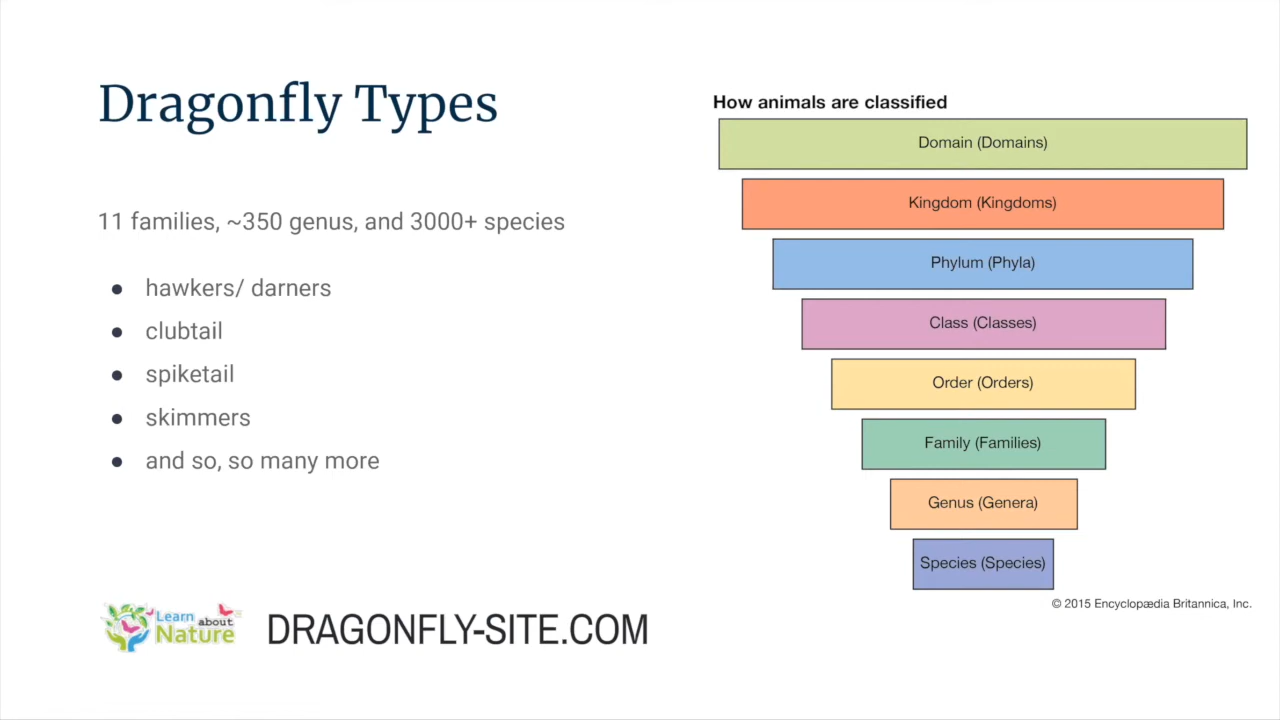 Dragonfly Types
11 families, ~350 genus, and 3000+ species
● hawkers/ darners
● clubtail
● spiketail
● skimmers
● and so, so many more
Learn about
Nature
DRAGONFLY-SITE.COM
How animals are classified
Domain (Domains)
Kingdom (Kingdoms)
Phylum (Phyla)
Class (Classes)
Order (Orders)
Family (Families)
Genus (Genera)
Species (Species)
© 2015 Encyclopædia Britannica, Inc.